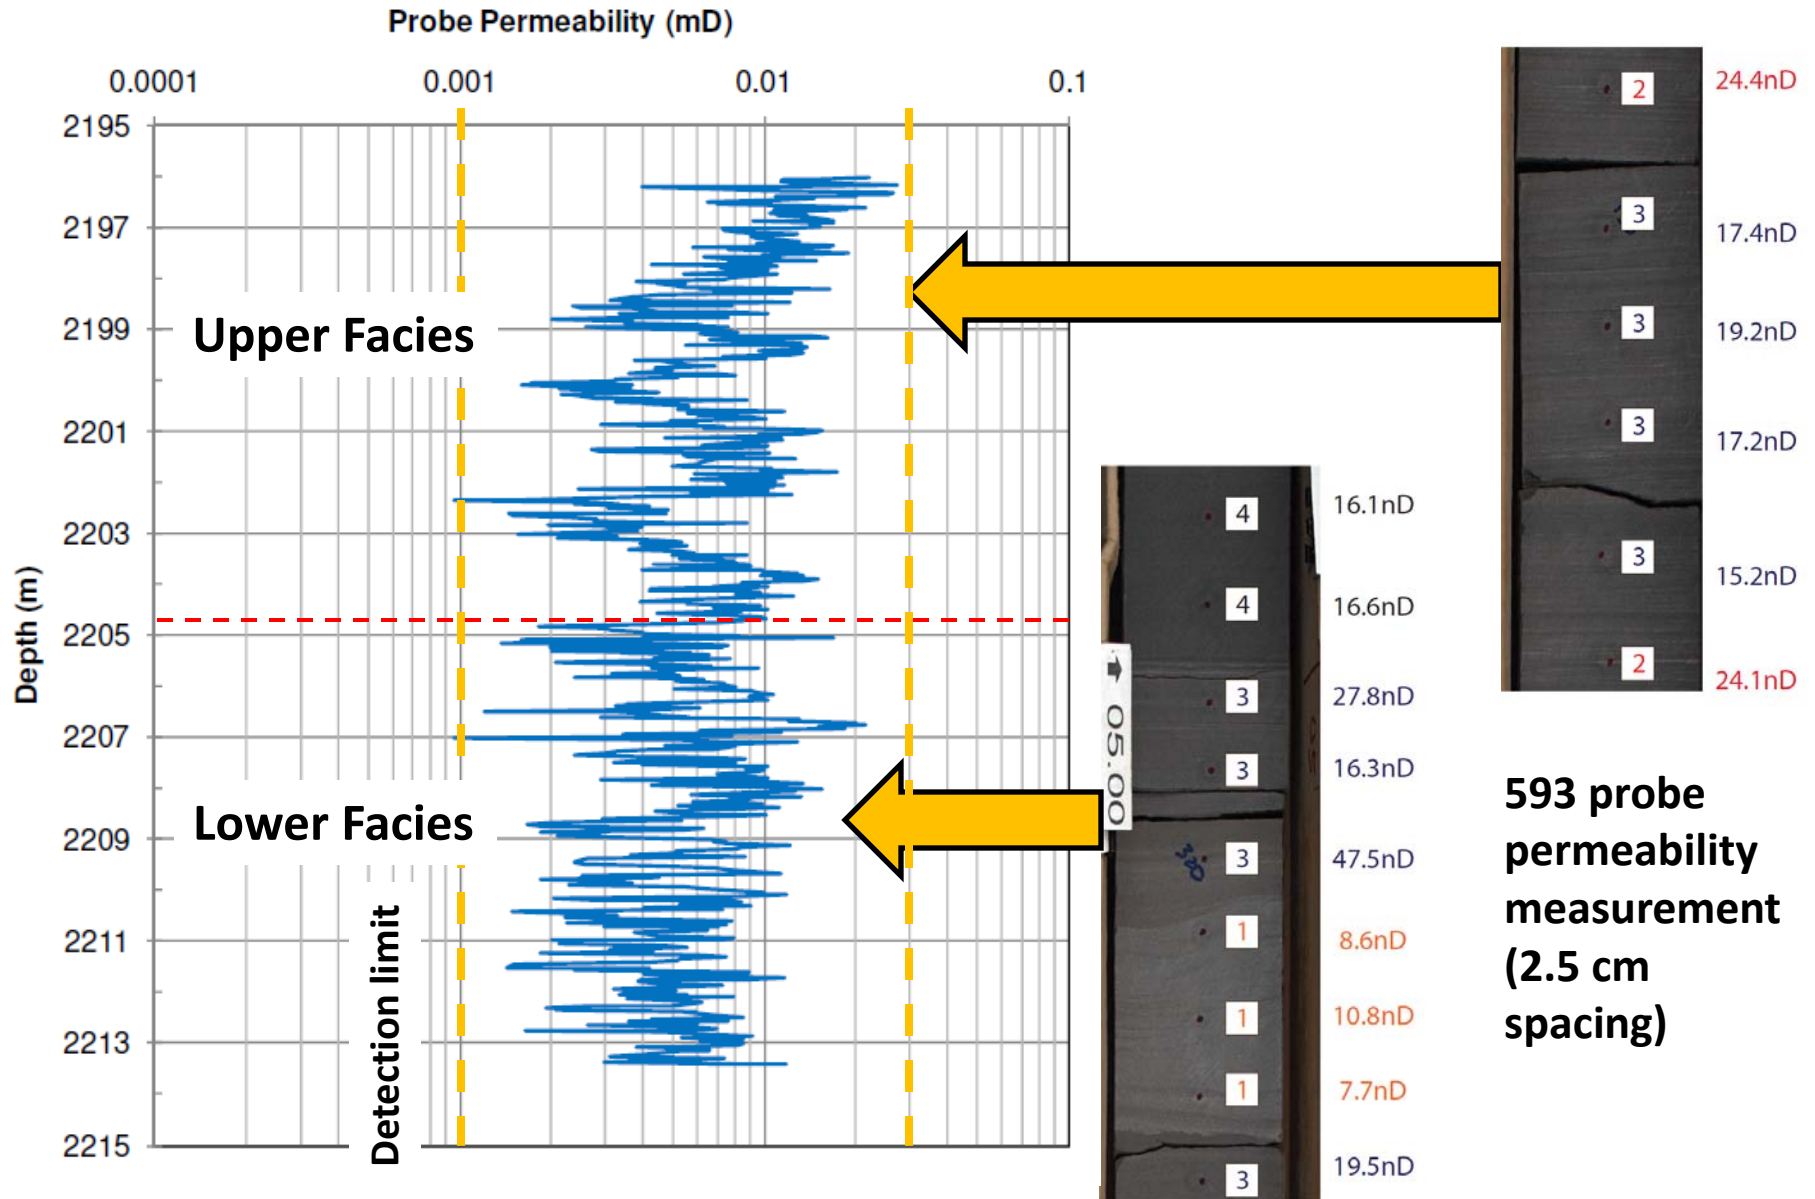 Probe Permeability (mD)
0.0001 0.001 0.01 0.1
2195
2197
2199
2201
2203
2205
2207
2209
2211
2213
2215
Depth (m)
Upper Facies
Lower Facies
Detection limit
2 24.4nD
3 17.4nD
3 19.2nD
3 17.2nD
3 15.2nD
2 24.1nD
4 16.1nD
4 16.6nD
3 27.8nD
3 16.3nD
3 47.5nD
1 8.6nD
1 10.8nD
1 7.7nD
3 19.5nD
05.00
593 probe
permeability
measurement
(2.5 cm
spacing)